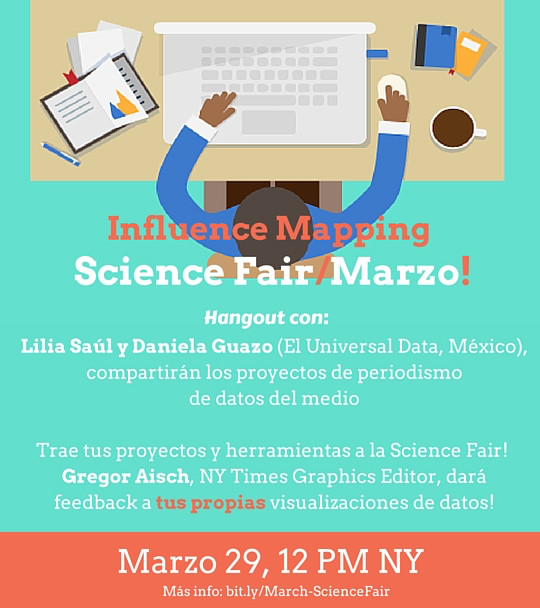 Influence Mapping
Science Fair/Marzo!
Hangout con:
Lilia Saúl y Daniela Guazo (El Universal Data, México),
compartirán los proyectos de periodismo
de datos del medio
Trae tus proyectos y herramientas a la Science Fair!
Gregor Aisch, NY Times Graphics Editor, dará
feedback a tus propias visualizaciones de datos!
Marzo 29, 12 PM NY
Más info: bit.ly/March-ScienceFair